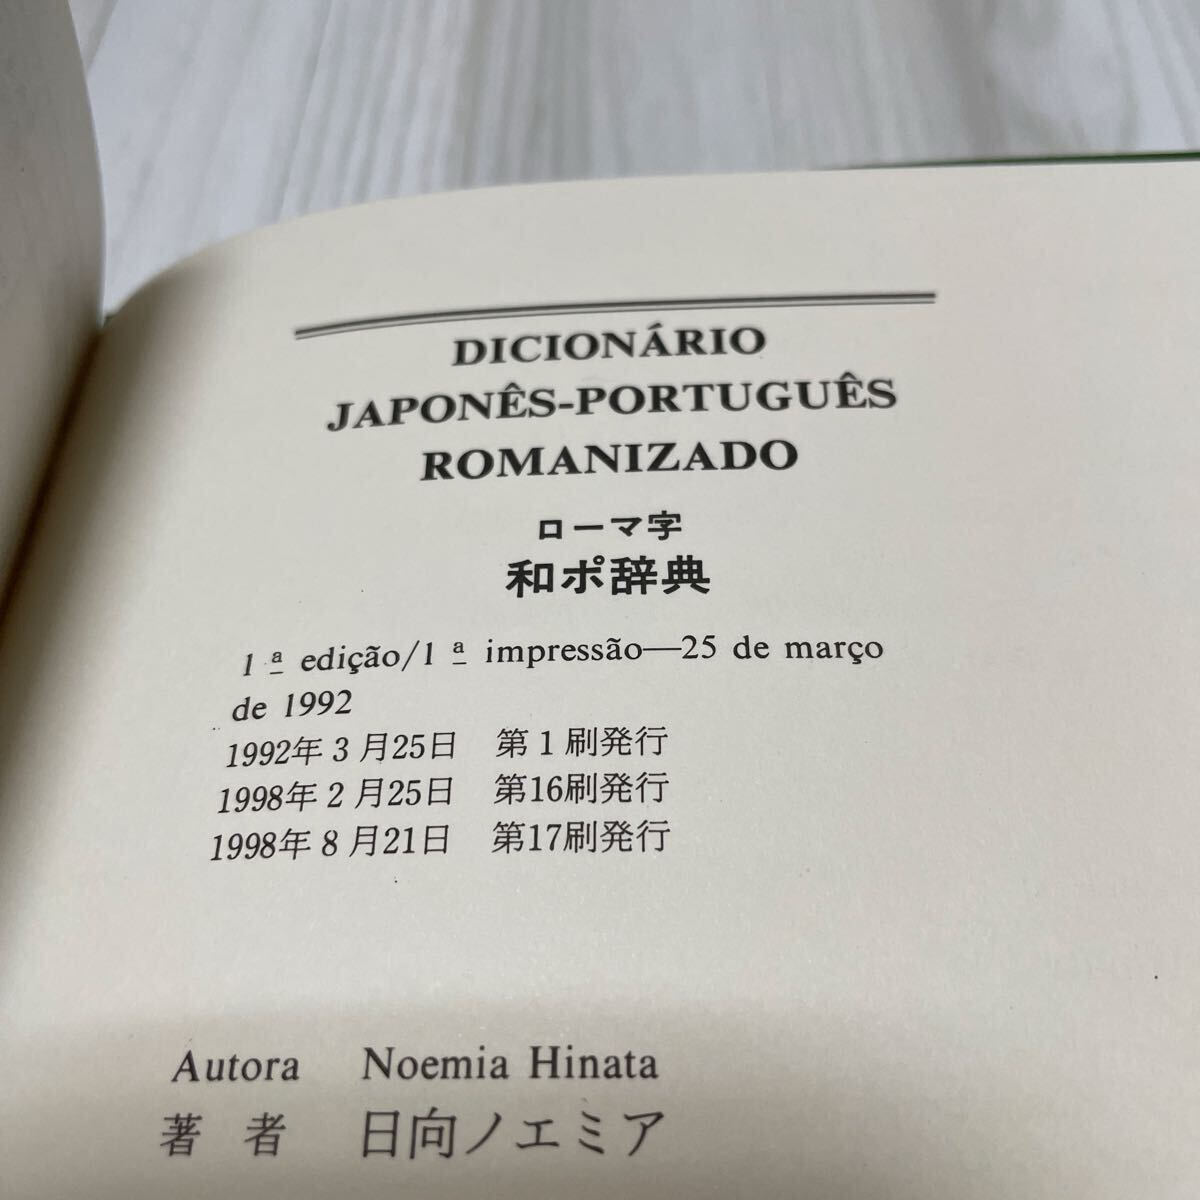 DICIONÁRIO
JAPONÊS-PORTUGUÊS
ROMANIZADO
ローマ字
和ポ辞典
1ª edição/1ª impressão—25 de março
de 1992
1992年3月25日 第1刷発行
1998年2月25日 第16刷発行
1998年8月21日 第17刷発行
Autora Noemia Hinata
著者 日向ノエミア